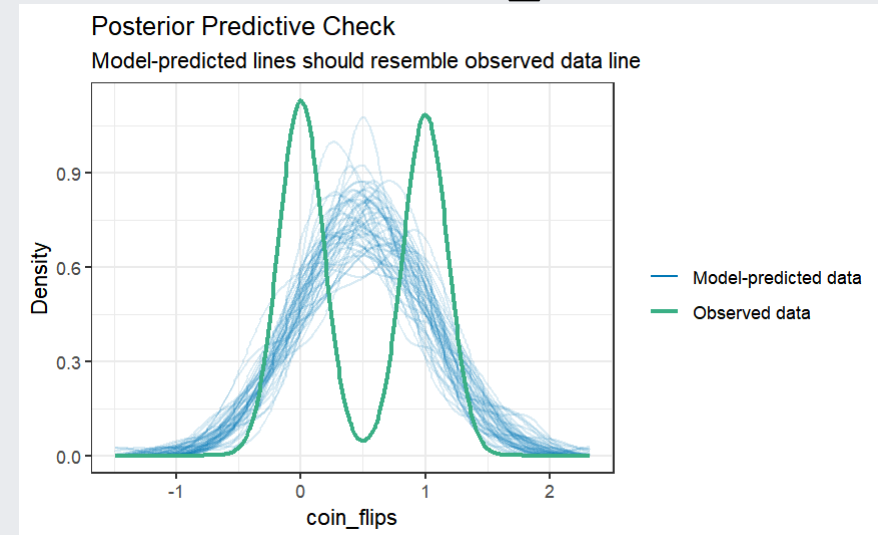 Posterior Predictive Check
Model-predicted lines should resemble observed data line
0.9
0.6
0.3
0.0
Density
-1 0 1 2
coin_flips
Model-predicted data
Observed data